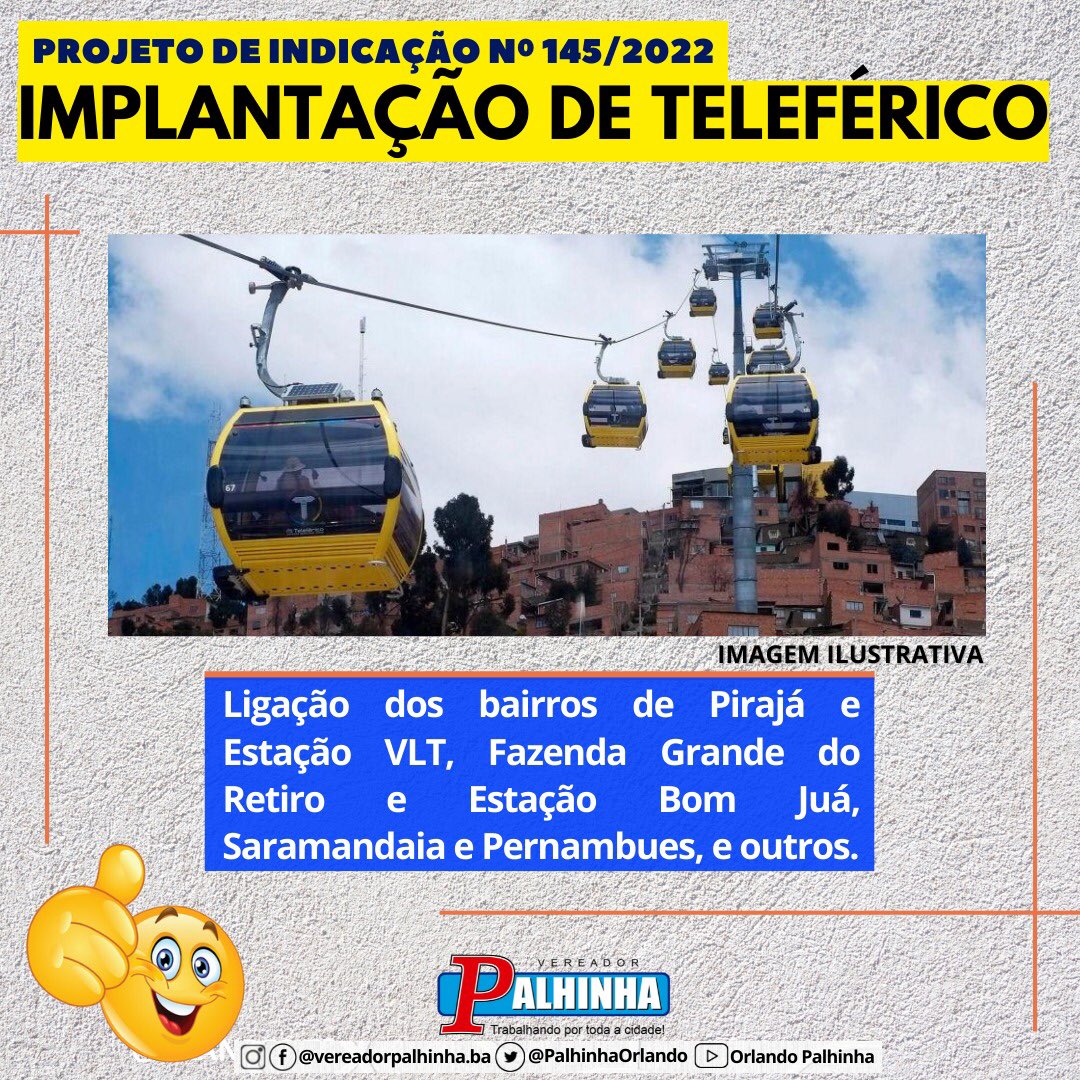 PROJETO DE INDICAÇÃO Nº 145/2022
IMPLANTAÇÃO DE TELEFÉRICO
67
T
Teleférico
IMAGEM ILUSTRATIVA
Ligação dos bairros de Pirajá e
Estação VLT, Fazenda Grande do
Retiro e Estação Bom Juá,
Saramandaia e Pernambues, e outros.
VEREADOR
PALHINHA
Trabalhando por toda a cidade!
@vereadorpalhinha.ba @PalhinhaOrlando Orlando Palhinha